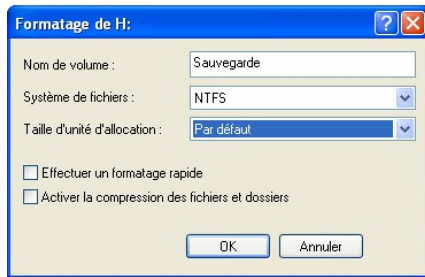 Formatage de H:
Nom de volume : Sauvegarde
Système de fichiers : NTFS
Taille d'unité d'allocation : Par défaut
Effectuer un formatage rapide
Activer la compression des fichiers et dossiers
OK Annuler